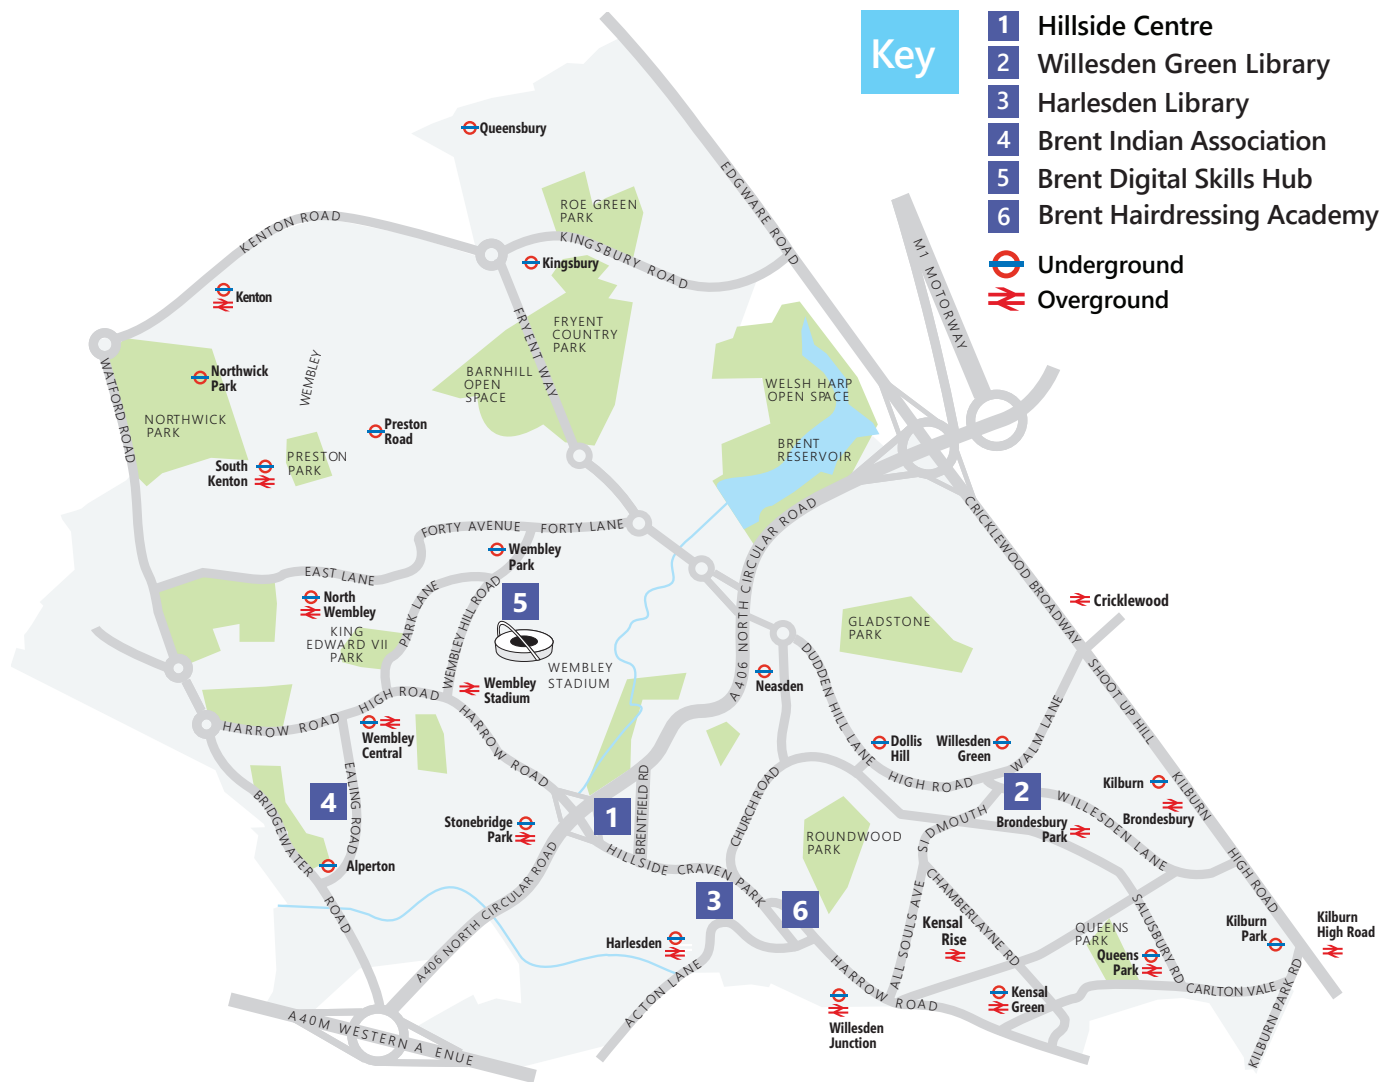 Key
1 Hillside Centre
2 Willesden Green Library
3 Harlesden Library
4 Brent Indian Association
5 Brent Digital Skills Hub
6 Brent Hairdressing Academy
Underground
Overground
Queensbury
EDGWARE ROAD
ROE GREEN
PARK
KENTON ROAD
KINGSBURY ROAD
Kingsbury
M1 MOTORWAY
Kenton
FRYENT WAY
FRYENT
COUNTRY
PARK
WATFORD ROAD
Northwick
Park
WEMBLEY
BARNHILL
OPEN
SPACE
WELSH HARP
OPEN SPACE
NORTHWICK
PARK
Preston
Road
BRENT
RESERVOIR
South
Kenton
PRESTON
PARK
FORTY AVENUE
FORTY LANE
A 406 NORTH CIRCULAR ROAD
CRICKLEWOOD BROADWAY
Wembley
Park
EAST LANE
North
Wembley
PARK LANE
WEMBLEY HILL ROAD
5
Cricklewood
KING
EDWARD VII
PARK
GLADSTONE
PARK
WEMBLEY
STADIUM
Wembley
Stadium
Neasden
DUDDEN HILL LANE
SHOOT UP HILL
HARROW ROAD
HIGH ROAD
HARROW ROAD
Wembley
Central
Dollis
Hill
Willesden
Green
WALM LANE
HIGH ROAD
EALING ROAD
4
BRIDGEWATER
ROAD
Alperton
Stonebridge
Park
1
BRENTFIELD RD
CHURCH ROAD
ROUNDWOOD
PARK
SIDMOUTH
2
WILLESDEN LANE
Brondesbury
Park
Kilburn
Brondesbury
KILBURN
HIGH ROAD
HILLSIDE CRAVEN PARK
3
6
A406 NORTH CIRCULAR ROAD
Harlesden
ACTON LANE
HARROW ROAD
ALL SOULS AVE
CHAMBERLAYNE RD
Kensal
Rise
QUEENS
PARK
Queens
Park
SALUSBURY RD
Kilburn
Park
Kilburn
High Road
Kensal
Green
CARLTON VALE
KILBURN PARK RD
Willesden
Junction
A40M WESTERN A ENUE